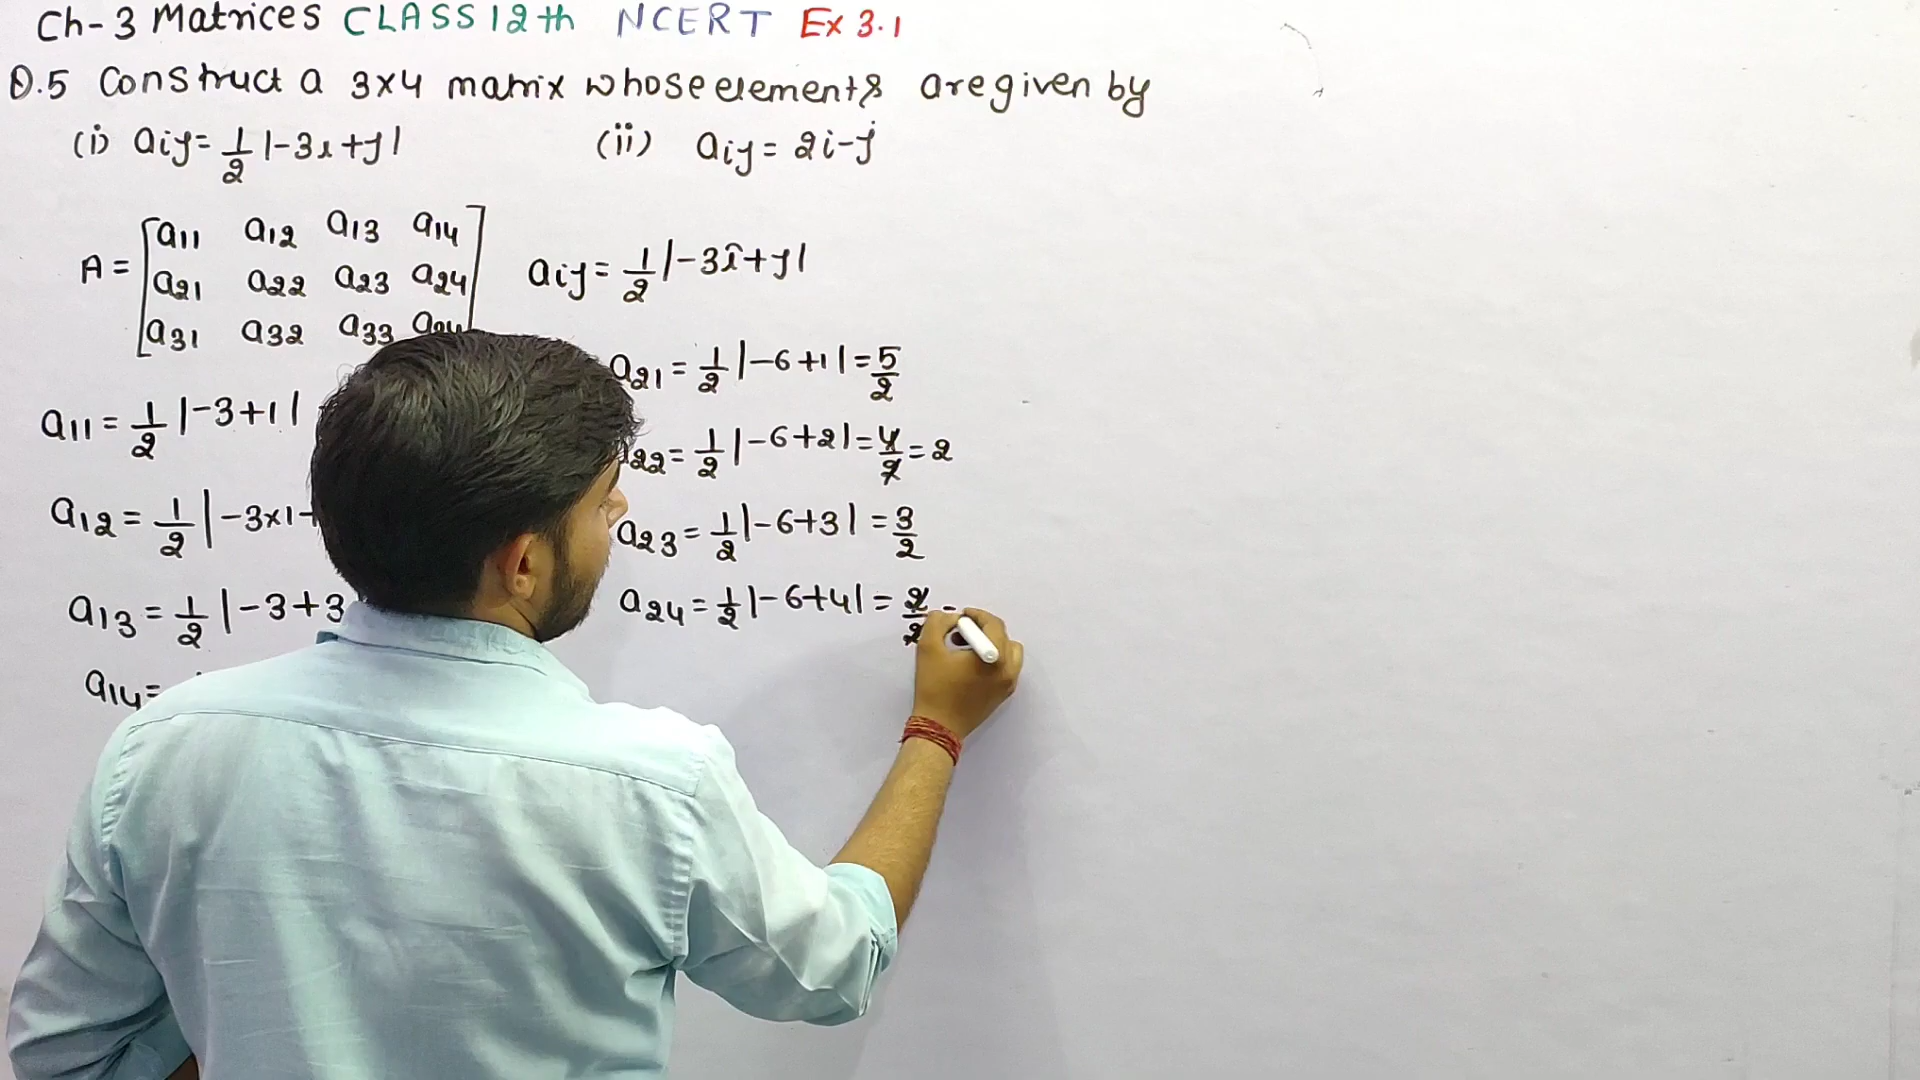 Ch-3 Matrices CLASS 12th NCERT Ex 3.1
Q.5 Construct a 3×4 matrix whose elements are given by
(i) aij = 1/2 |-3i+j| (ii) aij = 2i-j
A = [a11 a12 a13 a14
a21 a22 a23 a24
a31 a32 a33
aij = 1/2 |-3i+j|
a11 = 1/2 |-3+1|
a12 = 1/2 |-3×1+
a13 = 1/2 |-3+3
a14 =
a21 = 1/2 |-6+1| = 5/2
a22 = 1/2 |-6+2| = 4/2 = 2
a23 = 1/2 |-6+3| = 3/2
a24 = 1/2 |-6+4| = 2/2 =